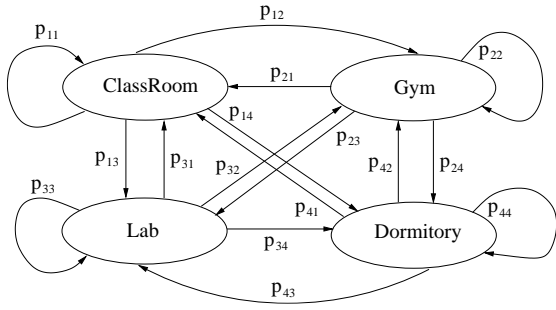 p12
p11
p22
ClassRoom
p21
Gym
p14
p23
p13
p31
p32
p42
p24
p33
p41
p44
Lab
p34
Dormitory
p43